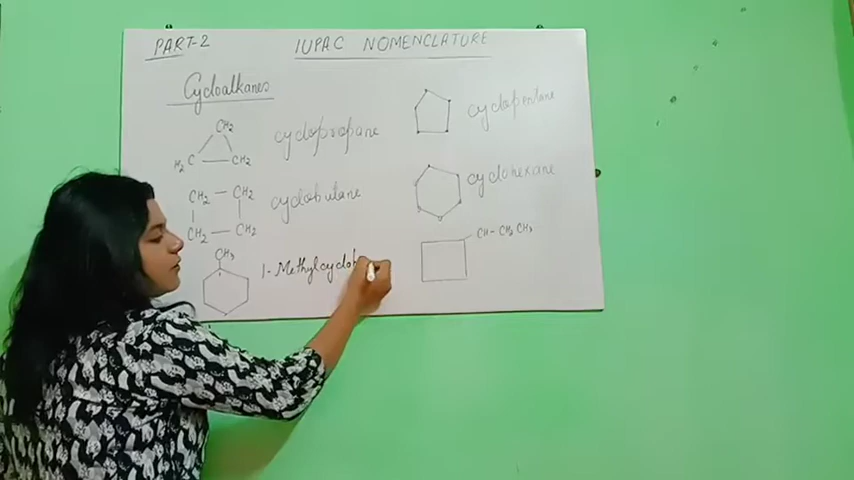 PART-2
IUPAC NOMENCLATURE
Cycloalkanes
CH2
H2C CH2
cyclopropane
cyclopentane
CH2 - CH2
CH2 - CH2
cyclobutane
cyclohexane
CH3
1
1- Methylcyclo
CH- CH2 CH3